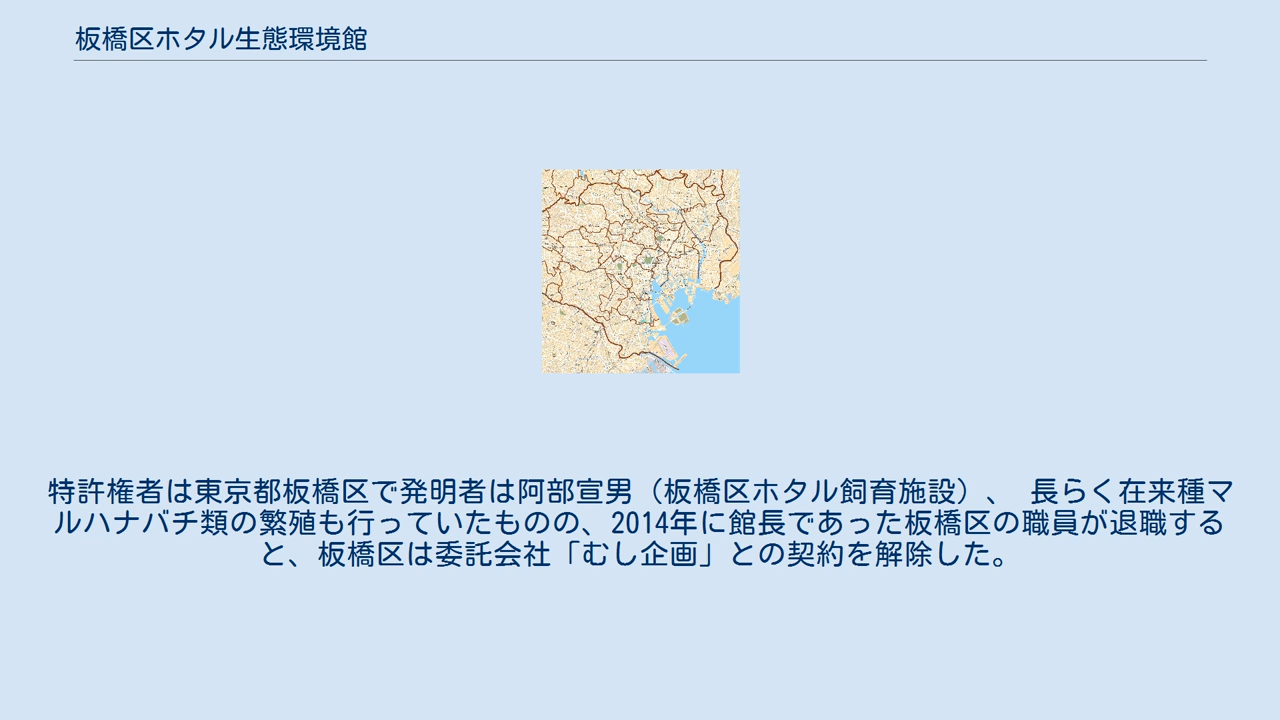 板橋区ホタル生態環境館
特許権者は東京都板橋区で発明者は阿部宣男（板橋区ホタル飼育施設）、 長らく在来種マ
ルハナバチ類の繁殖も行っていたものの、2014年に館長であった板橋区の職員が退職する
と、板橋区は委託会社「むし企画」との契約を解除した。